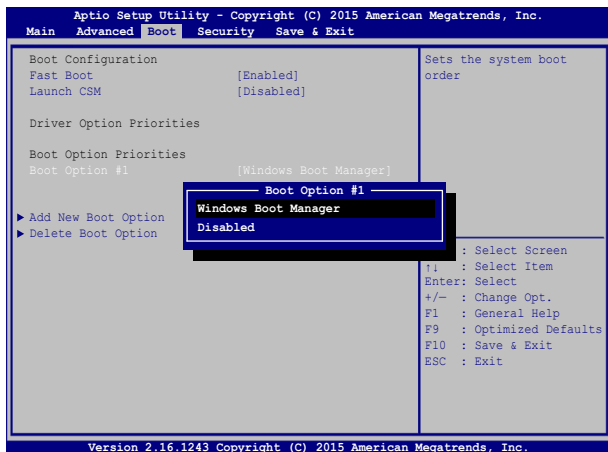 Aptio Setup Utility - Copyright (C) 2015 American Megatrends, Inc.
Main Advanced Boot Security Save & Exit
Boot Configuration
Fast Boot [Enabled]
Launch CSM [Disabled]
Driver Option Priorities
Boot Option Priorities
Boot Option #1 [Windows Boot Manager]
Add New Boot Option
Delete Boot Option
Boot Option #1
Windows Boot Manager
Disabled
Sets the system boot
order
: Select Screen
↑↓ : Select Item
Enter: Select
+/— : Change Opt.
F1 : General Help
F9 : Optimized Defaults
F10 : Save & Exit
ESC : Exit
Version 2.16.1243 Copyright (C) 2015 American Megatrends, Inc.